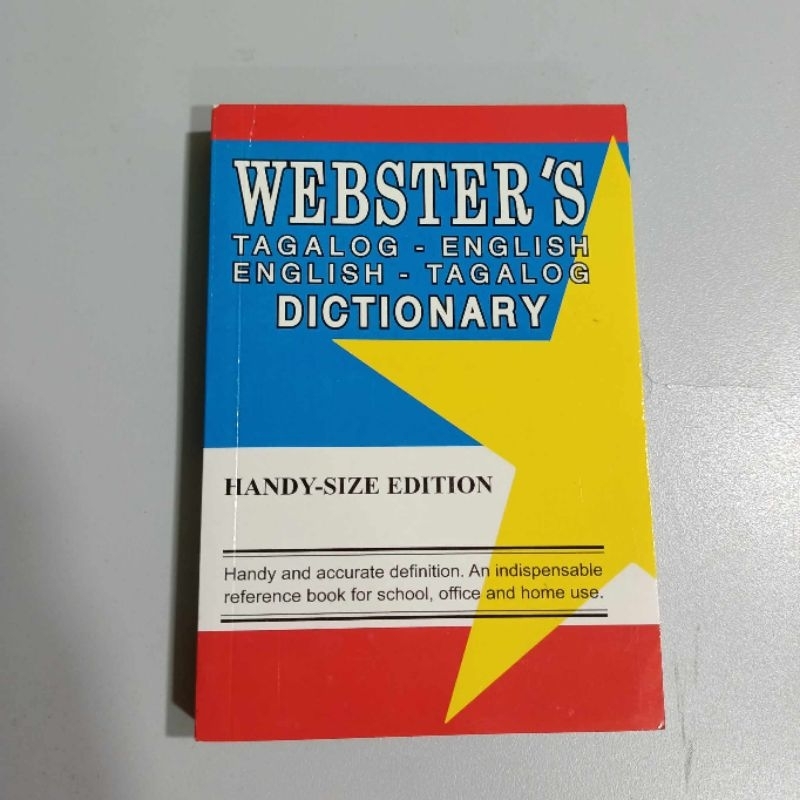 WEBSTER'S
TAGALOG - ENGLISH
ENGLISH - TAGALOG
DICTIONARY
HANDY-SIZE EDITION
Handy and accurate definition. An indispensable
reference book for school, office and home use.